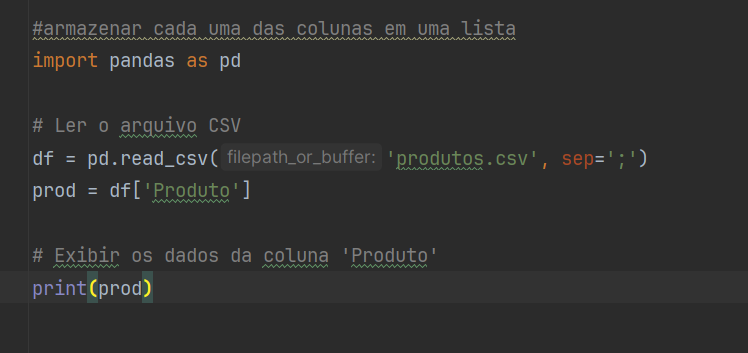 #armazenar cada uma das colunas em uma lista
import pandas as pd
# Ler o arquivo CSV
df = pd.read_csv(filepath_or_buffer: 'produtos.csv', sep=';')
prod = df['Produto']
# Exibir os dados da coluna 'Produto'
print(prod)